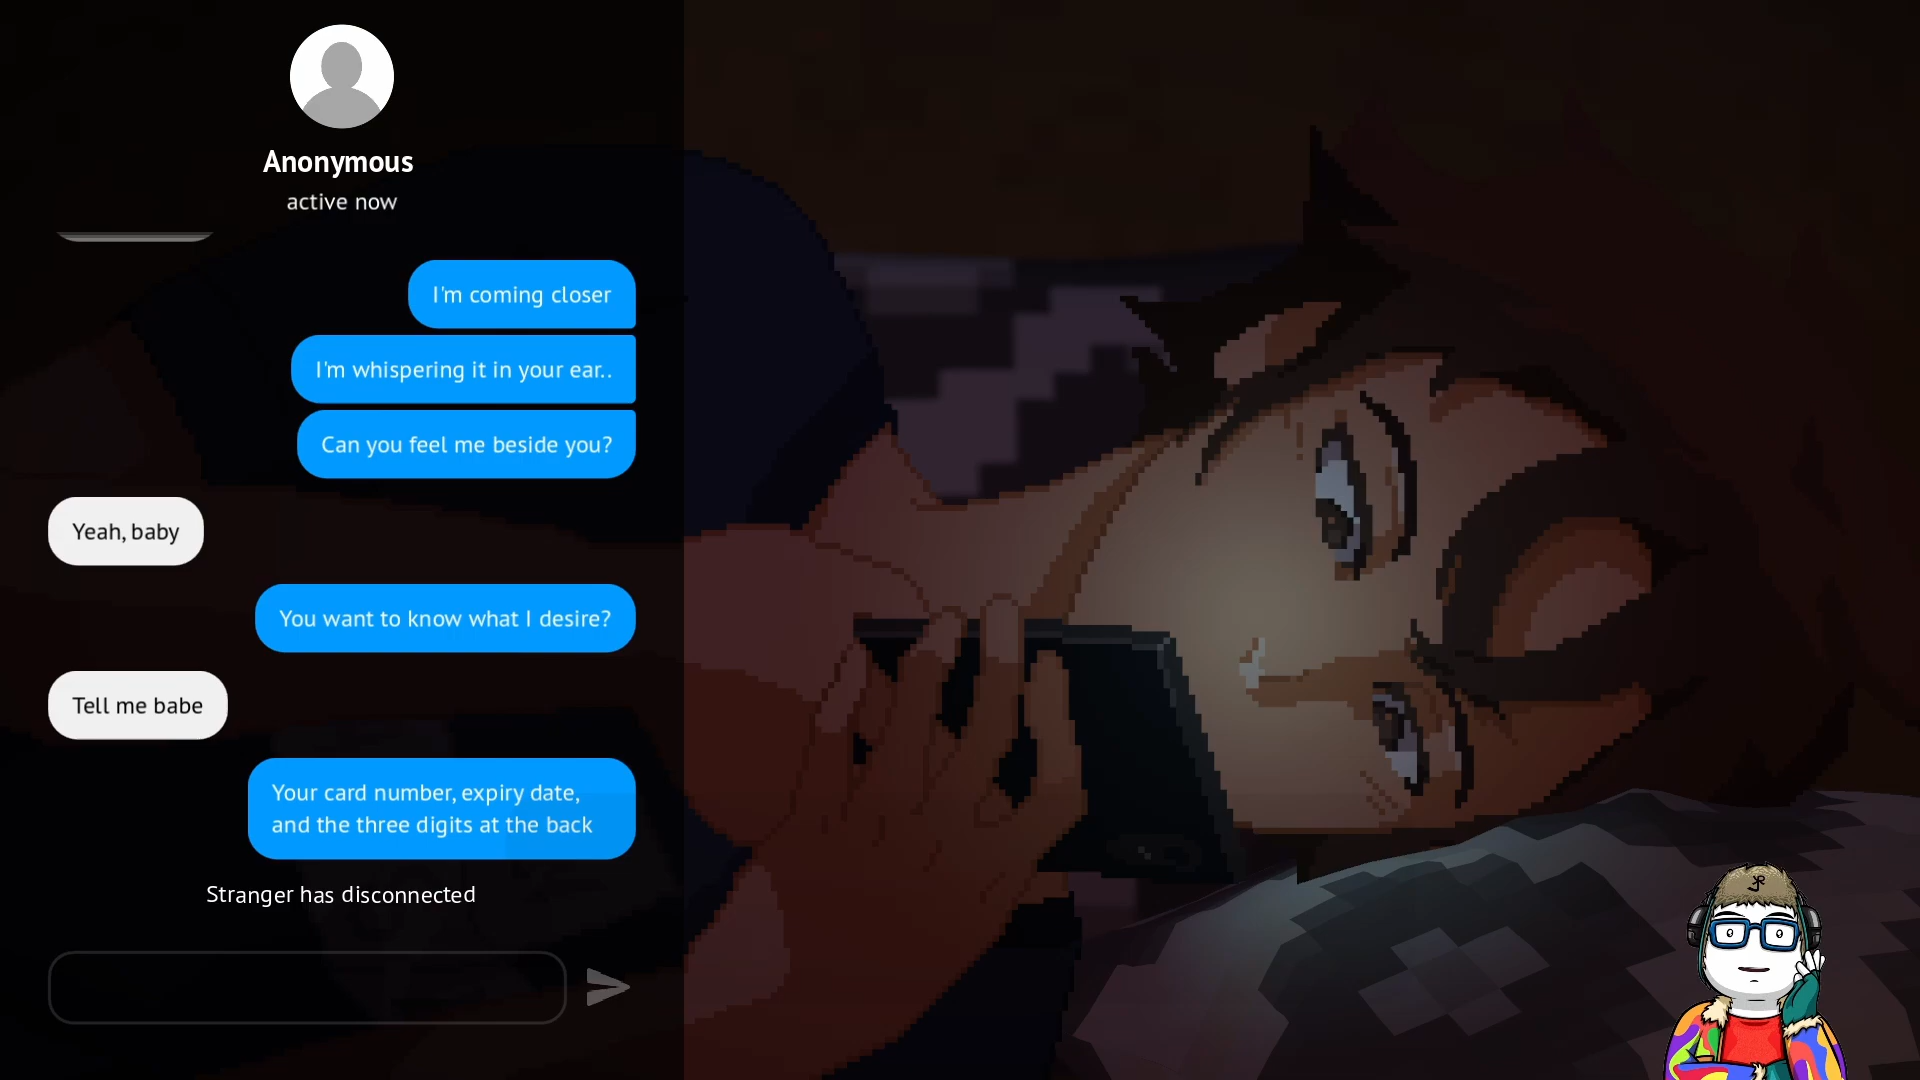 Anonymous
active now
I'm coming closer
I'm whispering it in your ear..
Can you feel me beside you?
Yeah, baby
You want to know what I desire?
Tell me babe
Your card number, expiry date,
and the three digits at the back
Stranger has disconnected